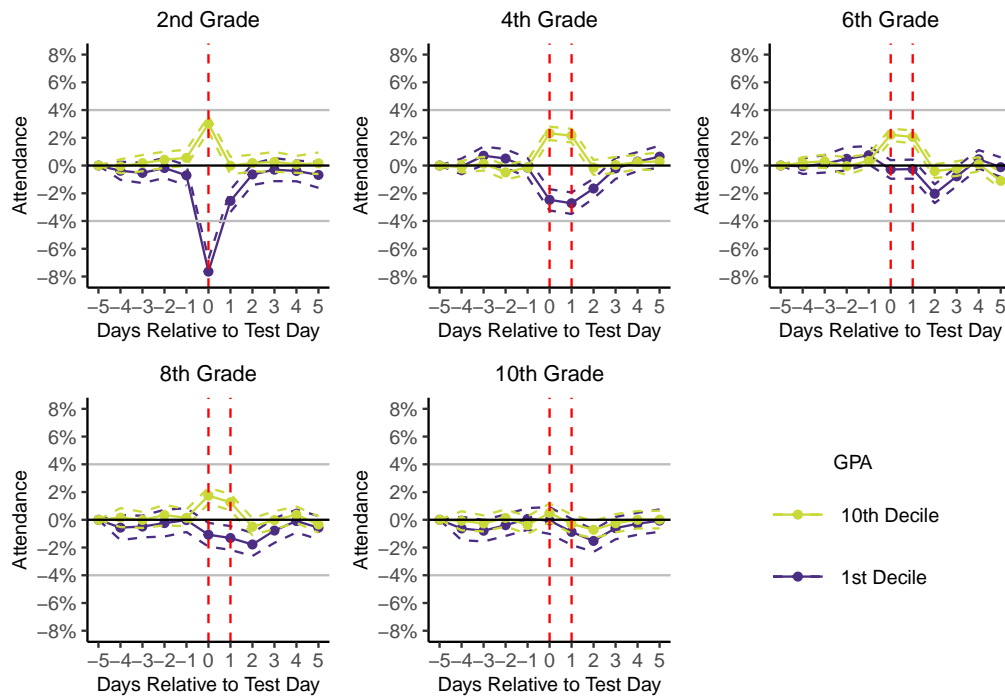 2nd Grade
8%
6%
4%
2%
0%
−2%
−4%
−6%
−8%
Attendance
−5−4−3−2−1 0 1 2 3 4 5
Days Relative to Test Day
4th Grade
8%
6%
4%
2%
0%
−2%
−4%
−6%
−8%
Attendance
−5−4−3−2−1 0 1 2 3 4 5
Days Relative to Test Day
6th Grade
8%
6%
4%
2%
0%
−2%
−4%
−6%
−8%
Attendance
−5−4−3−2−1 0 1 2 3 4 5
Days Relative to Test Day
8th Grade
8%
6%
4%
2%
0%
−2%
−4%
−6%
−8%
Attendance
−5−4−3−2−1 0 1 2 3 4 5
Days Relative to Test Day
10th Grade
8%
6%
4%
2%
0%
−2%
−4%
−6%
−8%
Attendance
−5−4−3−2−1 0 1 2 3 4 5
Days Relative to Test Day
GPA
10th Decile
1st Decile